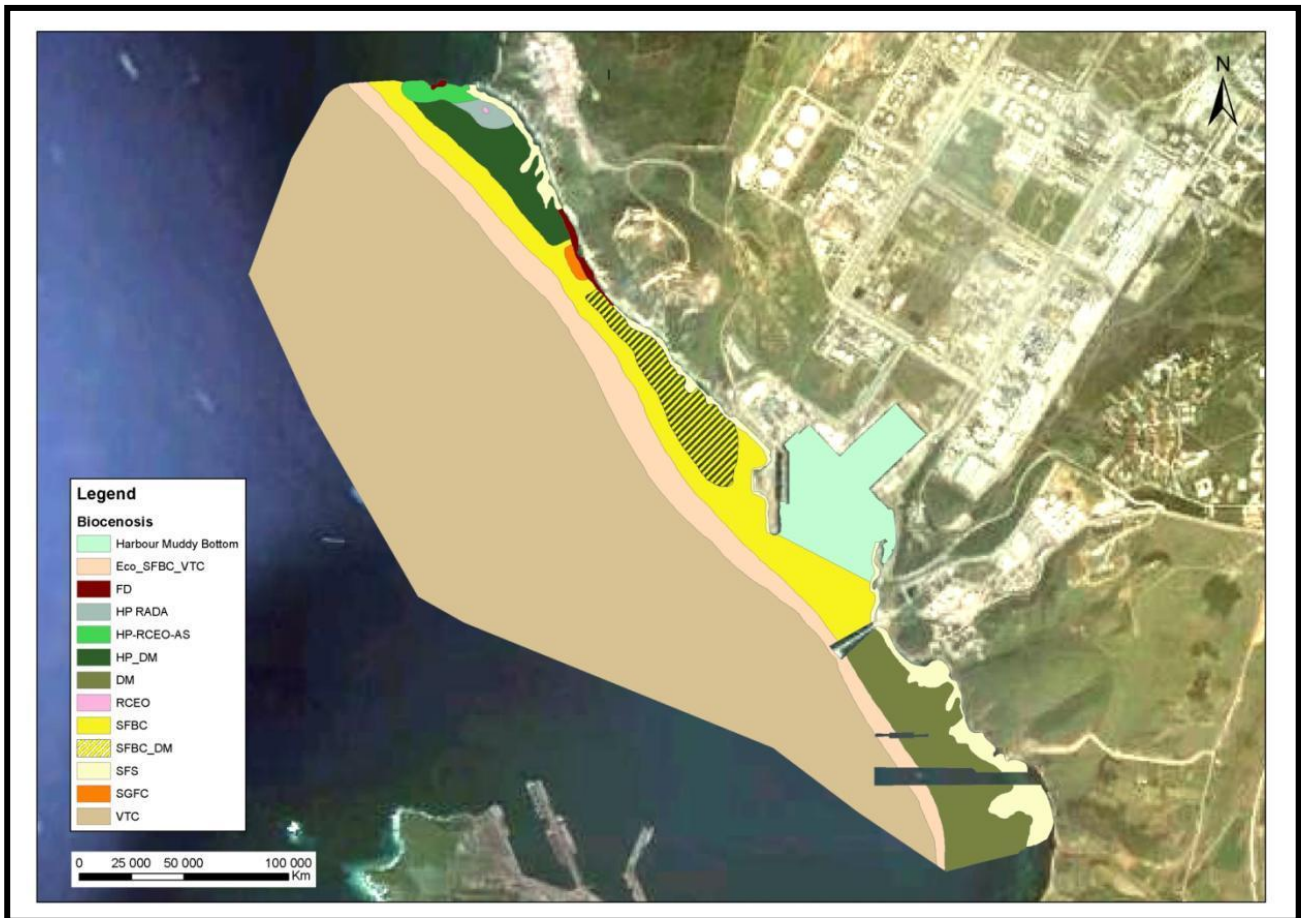 N
Legend
Biocenosis
Harbour Muddy Bottom
Eco_SFBC_VTC
FD
HP RADA
HP-RCEO-AS
HP_DM
DM
RCEO
SFBC
SFBC_DM
SFS
SGFC
VTC
0 25 000 50 000 100 000
Km